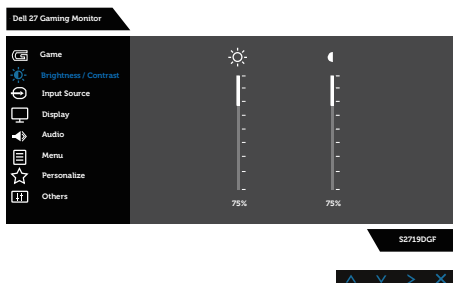 Dell 27 Gaming Monitor
Game
Brightness / Contrast
Input Source
Display
Audio
Menu
Personalize
Others
75%
75%
S2719DGF